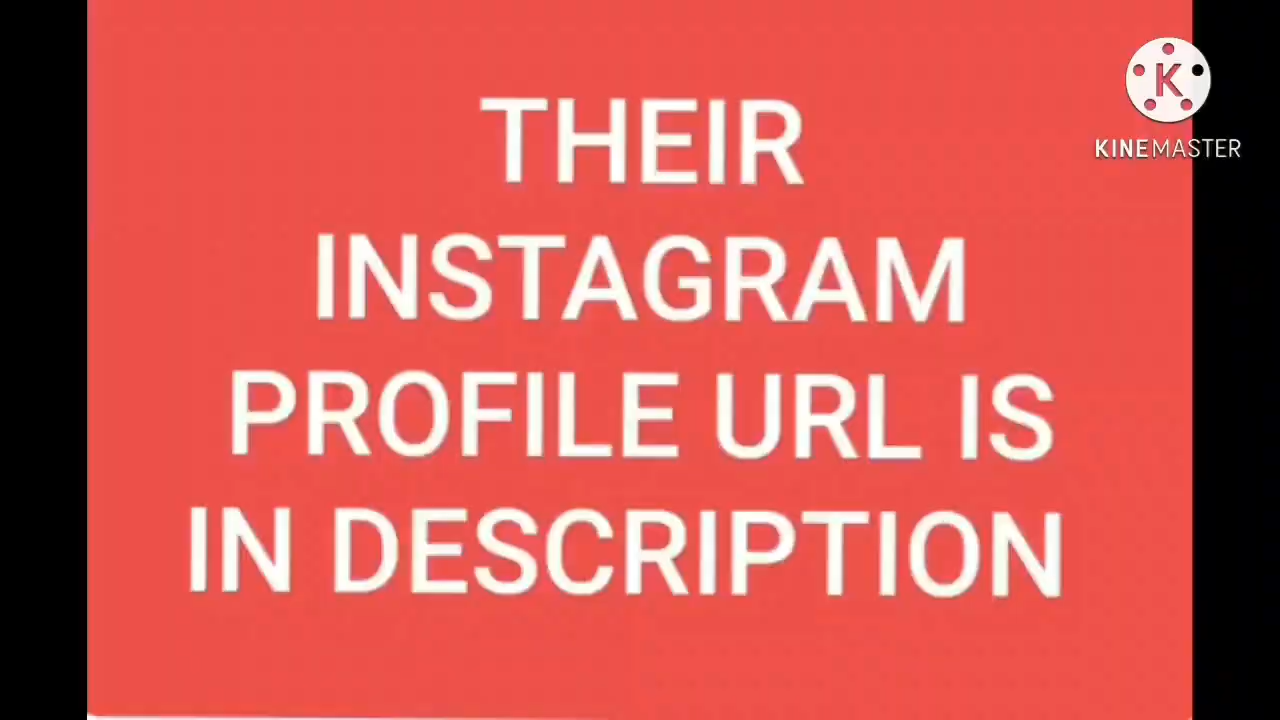 THEIR
INSTAGRAM
PROFILE URL IS
IN DESCRIPTION
K
KINEMASTER